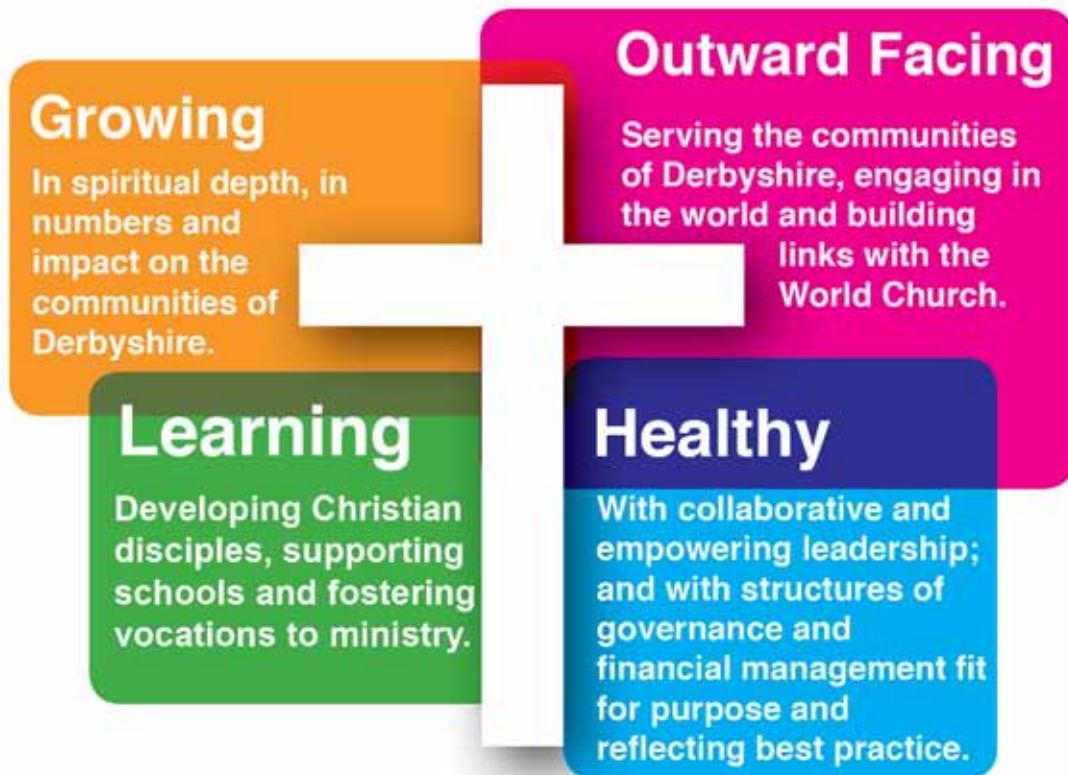 Growing
In spiritual depth, in
numbers and
impact on the
communities of
Derbyshire.
Outward Facing
Serving the communities
of Derbyshire, engaging in
the world and building
links with the
World Church.
Learning
Developing Christian
disciples, supporting
schools and fostering
vocations to ministry.
Healthy
With collaborative and
empowering leadership;
and with structures of
governance and
financial management fit
for purpose and
reflecting best practice.